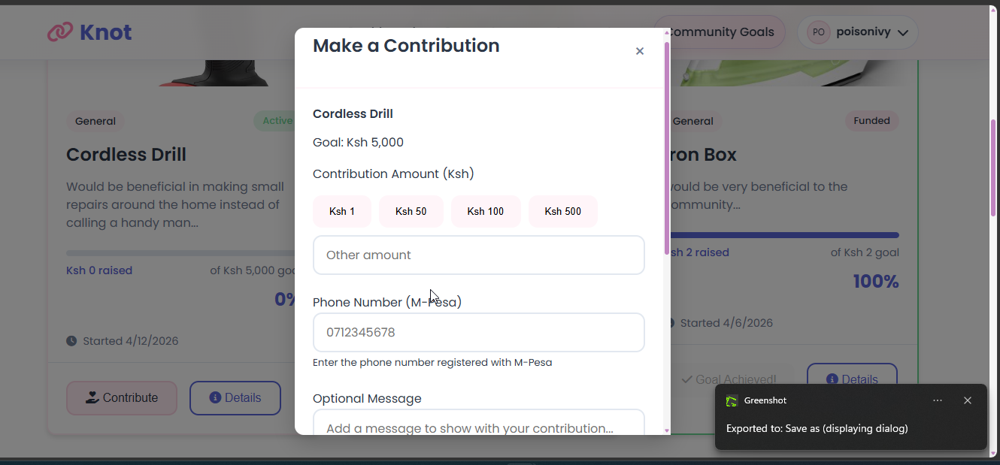 Knot
Community Goals
PO
poisonivy
Make a Contribution
×
Cordless Drill
Goal: Ksh 5,000
Contribution Amount (Ksh)
Ksh 1
Ksh 50
Ksh 100
Ksh 500
Other amount
Phone Number (M-Pesa)
0712345678
Enter the phone number registered with M-Pesa
Optional Message
Add a message to show with your contribution...
General
Active
Cordless Drill
Would be beneficial in making small
repairs around the home instead of
calling a handy man...
Ksh 0 raised
of Ksh 5,000 goa
0%
Started 4/12/2026
Contribute
Details
General
Funded
ron Box
ould be very beneficial to the
ommunity...
sh 2 raised
of Ksh 2 goal
100%
Started 4/6/2026
Goal Achieved!
Details
Greenshot
Exported to: Save as (displaying dialog)